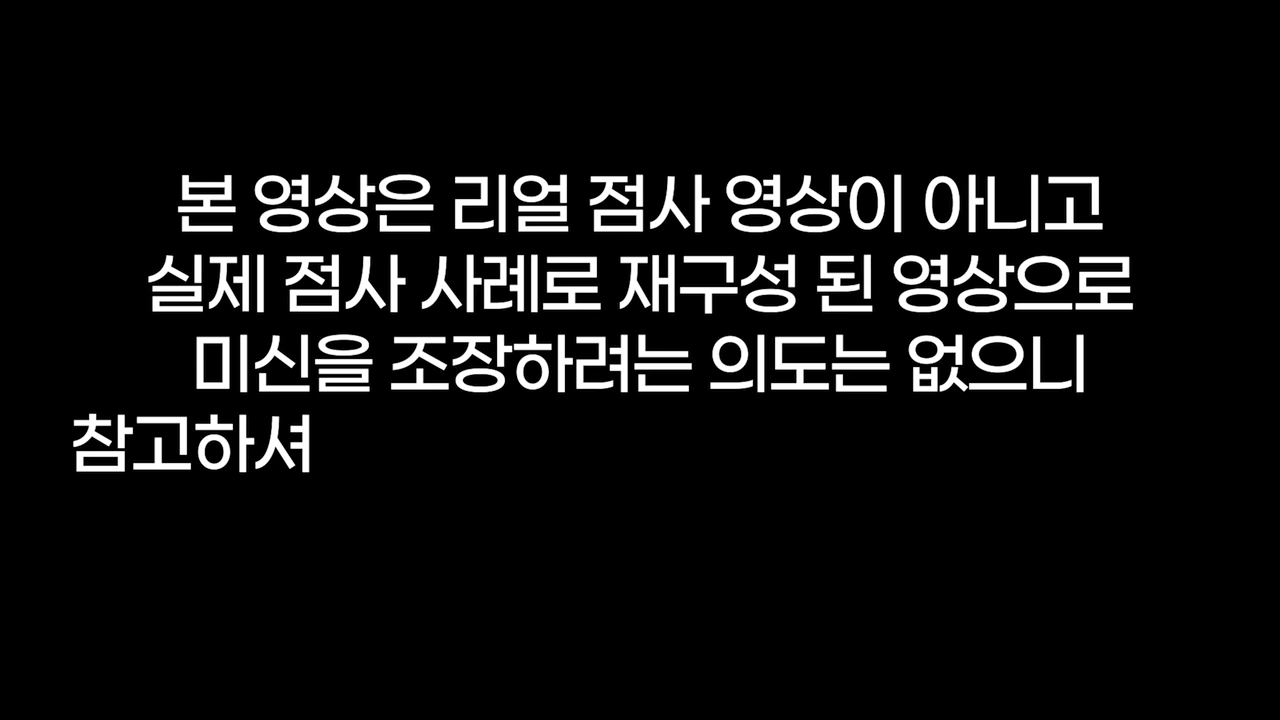 본 영상은 리얼 점사 영상이 아니고
실제 점사 사례로 재구성 된 영상으로
미신을 조장하려는 의도는 없으니
참고하셔